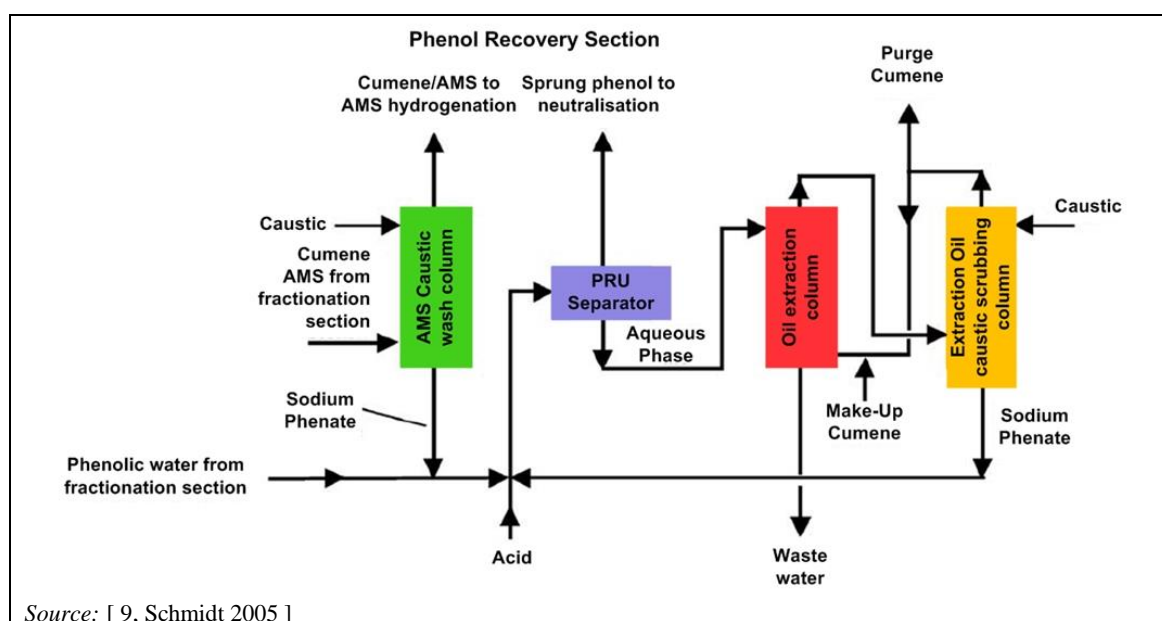 Phenol Recovery Section
Cumene/AMS to
AMS hydrogenation
Sprung phenol to
neutralisation
Purge
Cumene
Caustic
Cumene
AMS from
fractionation
section
AMS Caustic
wash column
PRU
Separator
Aqueous
Phase
Oil extraction
column
Extraction Oil
caustic scrubbing
column
Caustic
Sodium
Phenate
Make-Up
Cumene
Sodium
Phenate
Phenolic water from
fractionation section
Acid
Waste
water
Source: [ 9, Schmidt 2005 ]